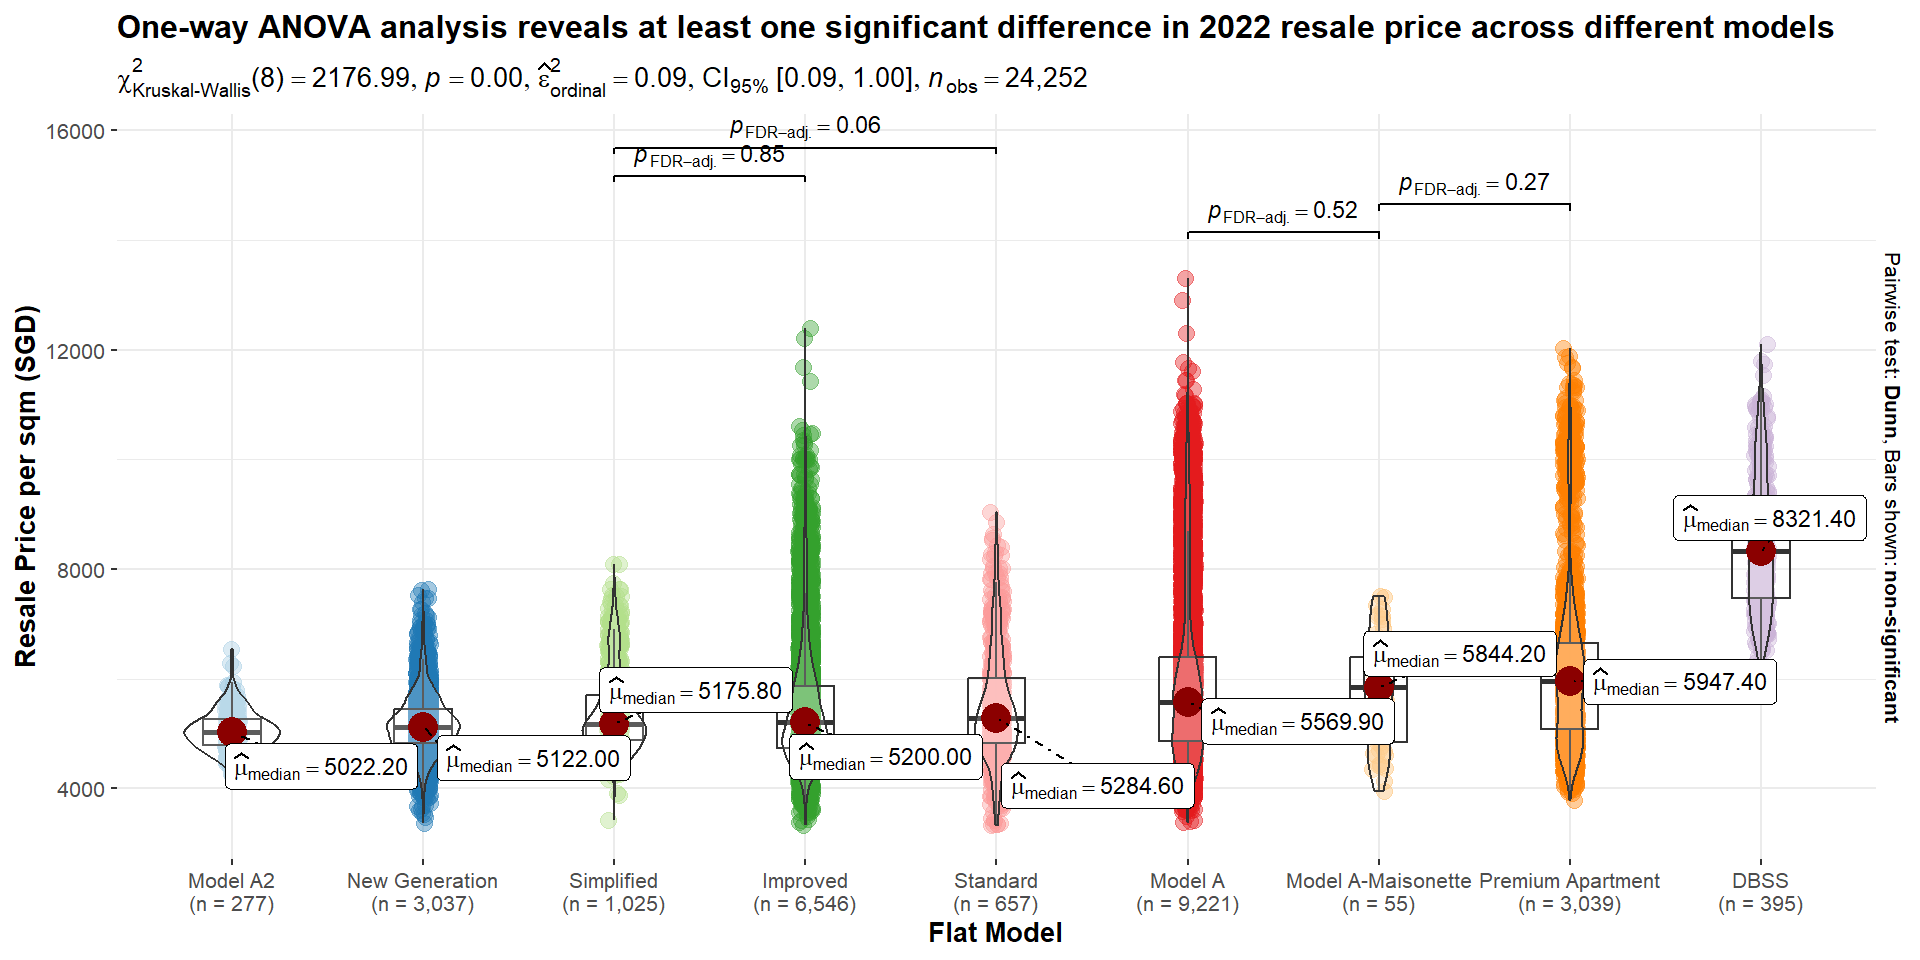 One-way ANOVA analysis reveals at least one significant difference in 2022 resale price across different models
χ²Kruskal-Wallis(8) = 2176.99, p = 0.00, ε̂²ordinal = 0.09, CI95% [0.09, 1.00], nobs = 24,252
16000
12000
8000
4000
Resale Price per sqm (SGD)
pFDR–adj. = 0.06
pFDR–adj. = 0.85
pFDR–adj. = 0.27
pFDR–adj. = 0.52
μ̂median = 5022.20
μ̂median = 5122.00
μ̂median = 5175.80
μ̂median = 5200.00
μ̂median = 5284.60
μ̂median = 5569.90
μ̂median = 5844.20
μ̂median = 5947.40
μ̂median = 8321.40
Pairwise test: Dunn, Bars shown: non-significant
Model A2
(n = 277)
New Generation
(n = 3,037)
Simplified
(n = 1,025)
Improved
(n = 6,546)
Standard
(n = 657)
Model A
(n = 9,221)
Model A-Maisonette
(n = 55)
Premium Apartment
(n = 3,039)
DBSS
(n = 395)
Flat Model